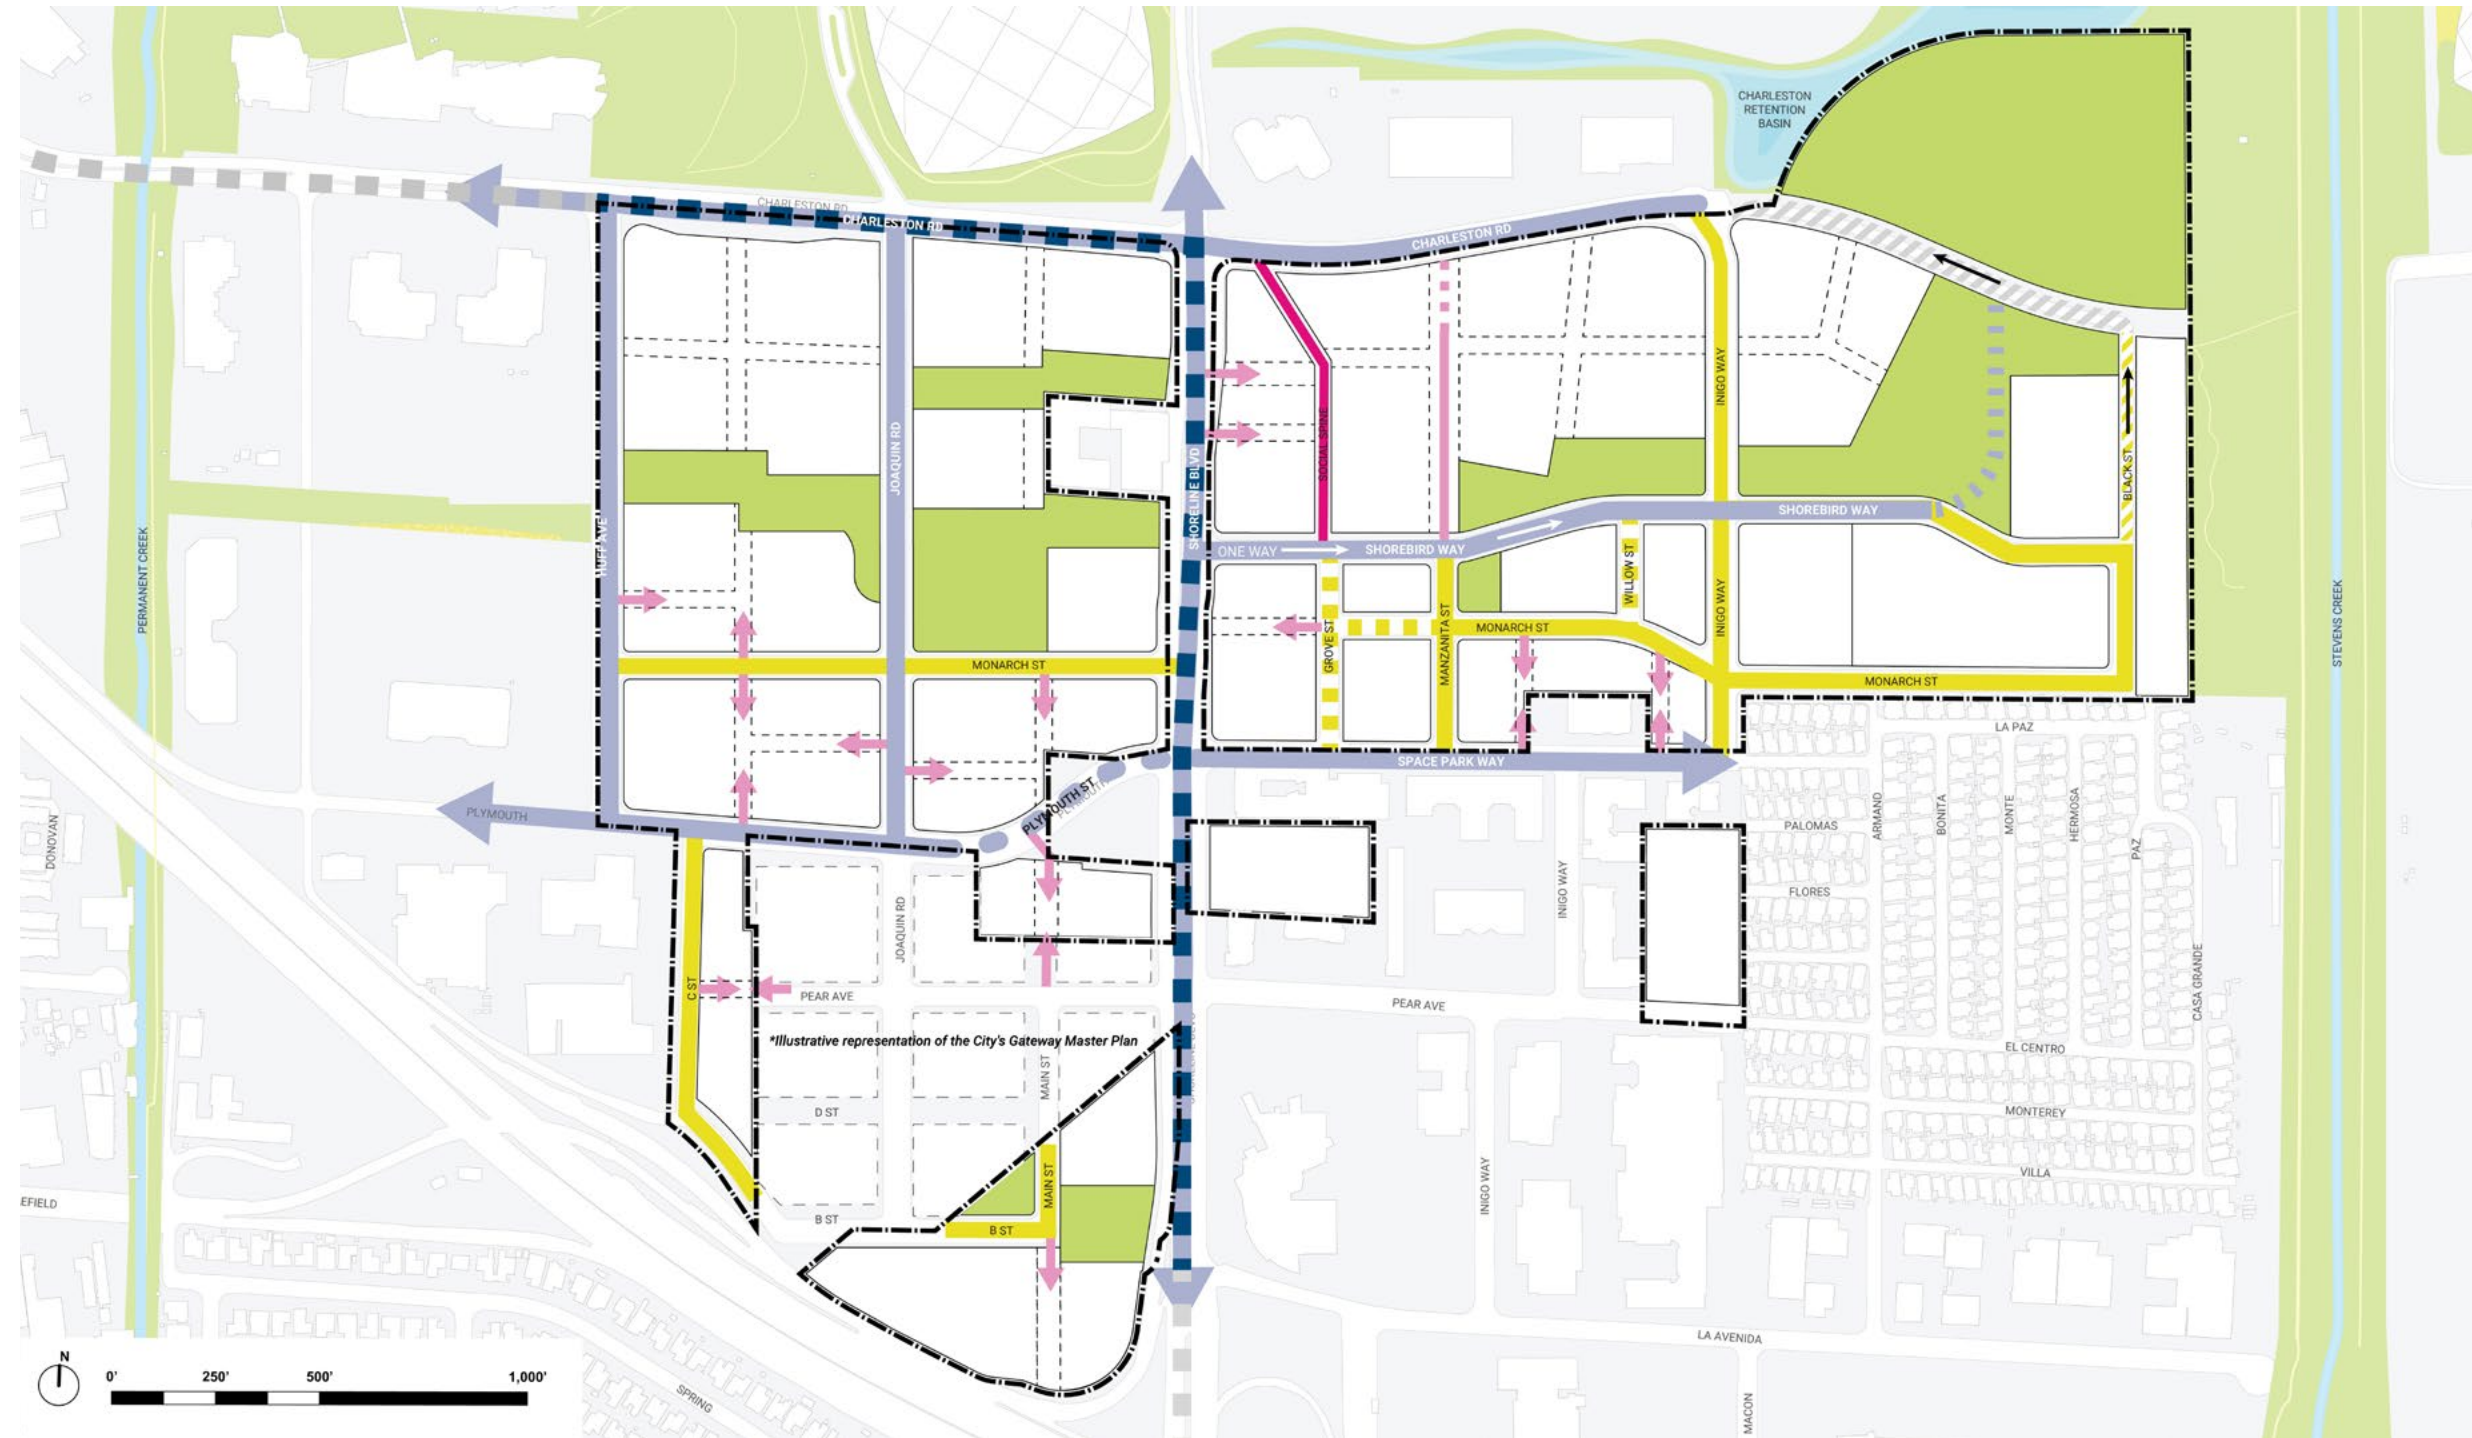 CHARLESTON
RETENTION
BASIN
CHARLESTON RD
CHARLESTON RD
CHARLESTON RD
INIGO WAY
JOAQUIN RD
SOCIAL SPINE
SHORELINE BLVD
BLACK ST
HUFF AVE
PERMANENT CREEK
STEVENS CREEK
ONE WAY
SHOREBIRD WAY
SHOREBIRD WAY
WILLOW ST
INIGO WAY
GROVE ST
MANZANITA ST
MONARCH ST
MONARCH ST
MONARCH ST
LA PAZ
SPACE PARK WAY
PLYMOUTH ST
PLYMOUTH
DONOVAN
PALOMAS
ARMAND
BONITA
MONTE
HERMOSA
PAZ
FLORES
INIGO WAY
JOAQUIN RD
CASA GRANDE
C ST
PEAR AVE
PEAR AVE
*Illustrative representation of the City's Gateway Master Plan
EL CENTRO
MAIN ST
D ST
MONTEREY
VILLA
MAIN ST
INIGO WAY
EFIELD
B ST
B ST
LA AVENIDA
SPRING
MACON
N
0' 250' 500' 1,000'